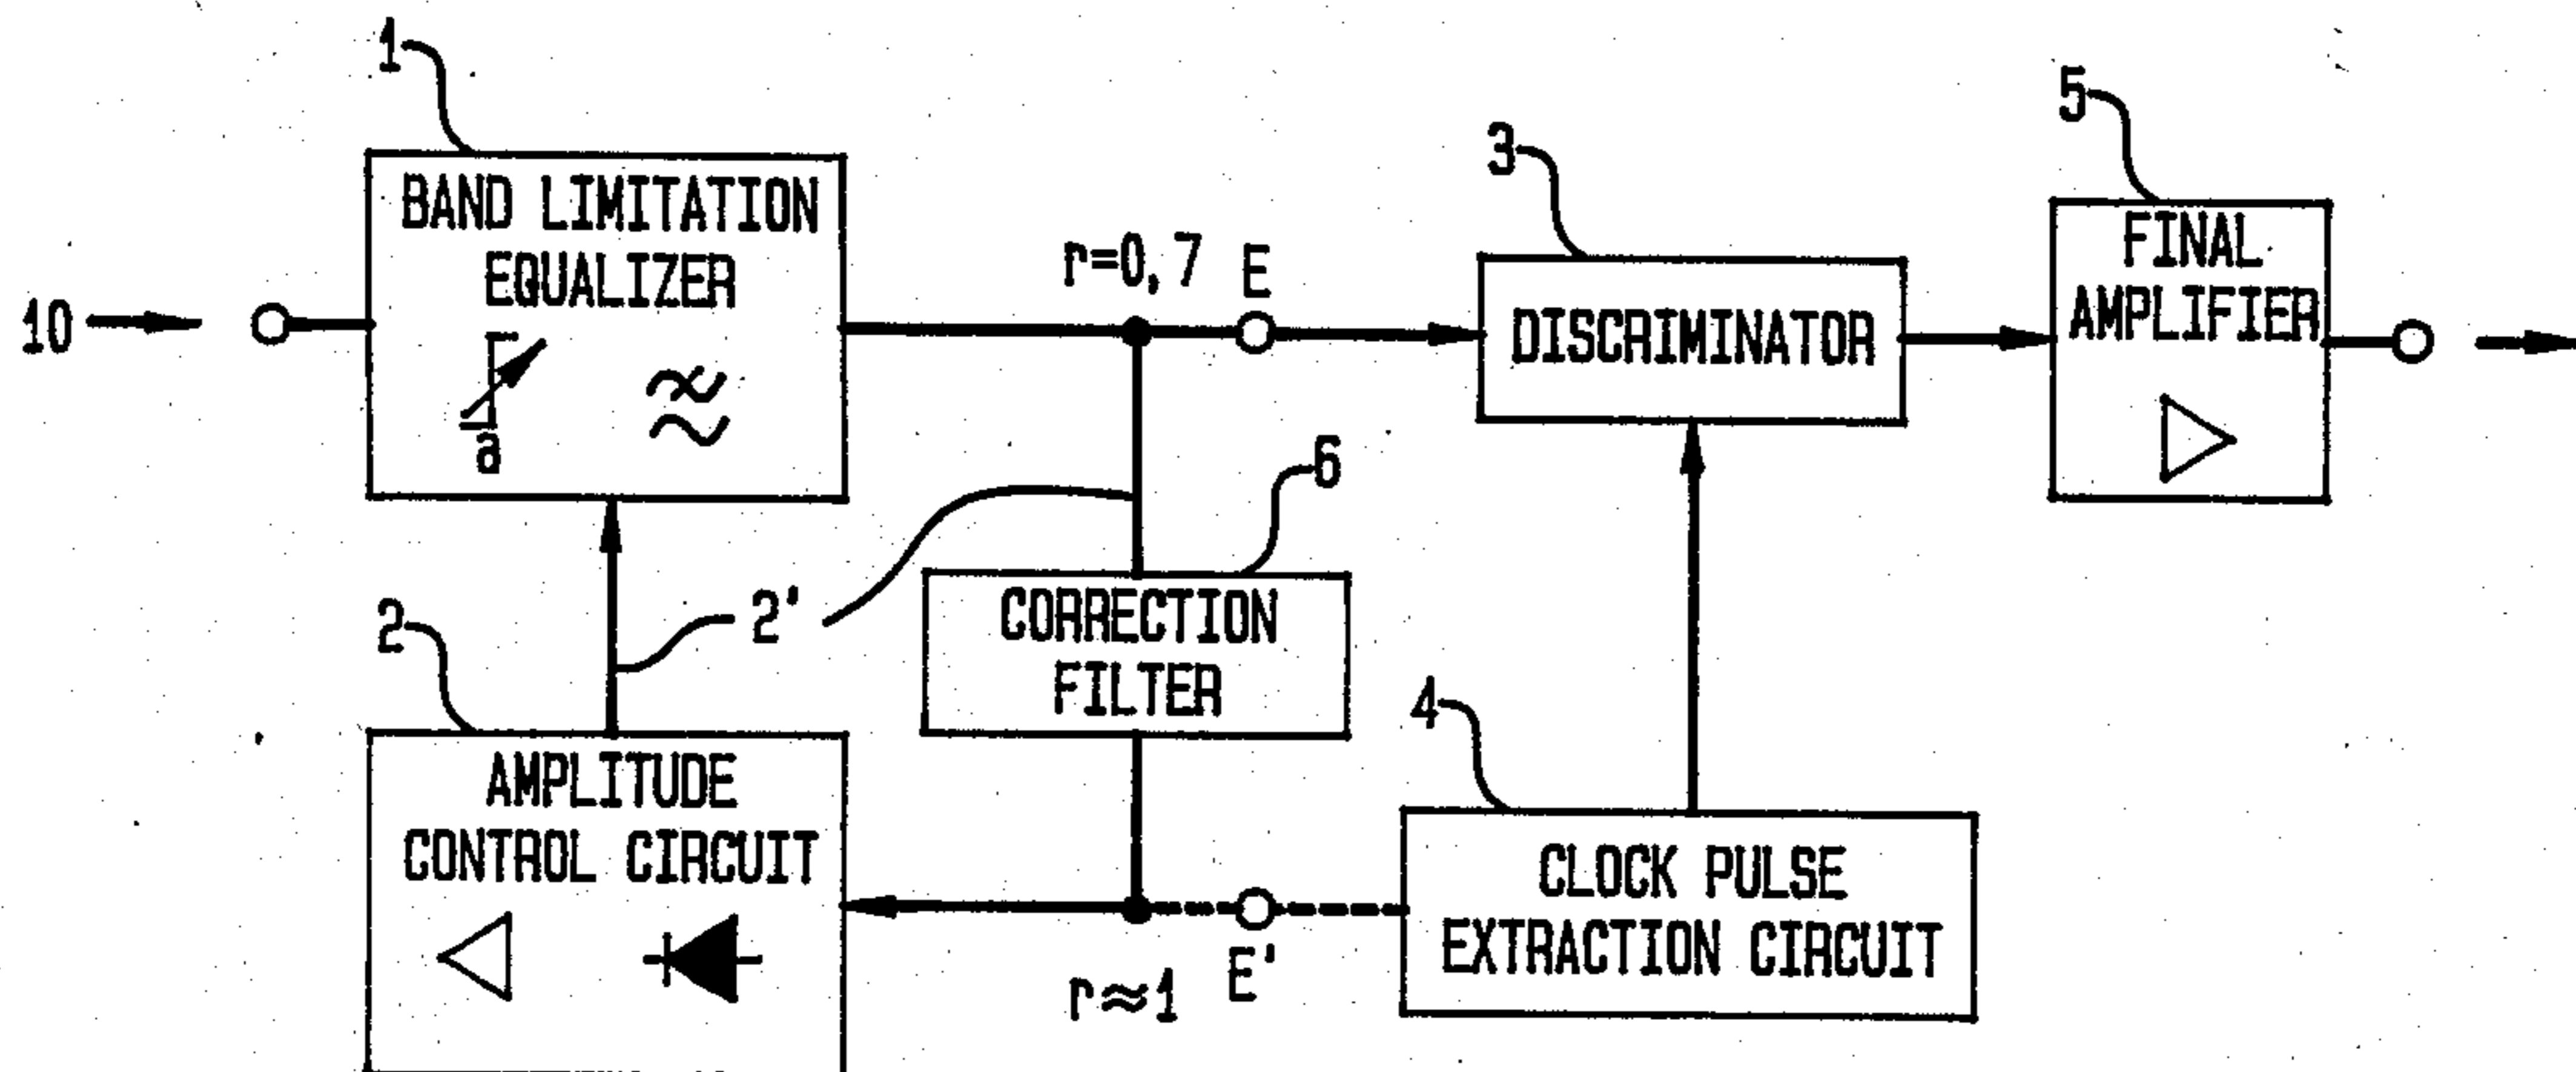 1
BAND LIMITATION
EQUALIZER
a
10
r=0,7
E
3
DISCRIMINATOR
5
FINAL
AMPLIFIER
2'
6
CORRECTION
FILTER
2
AMPLITUDE
CONTROL CIRCUIT
r≈1
E'
4
CLOCK PULSE
EXTRACTION CIRCUIT